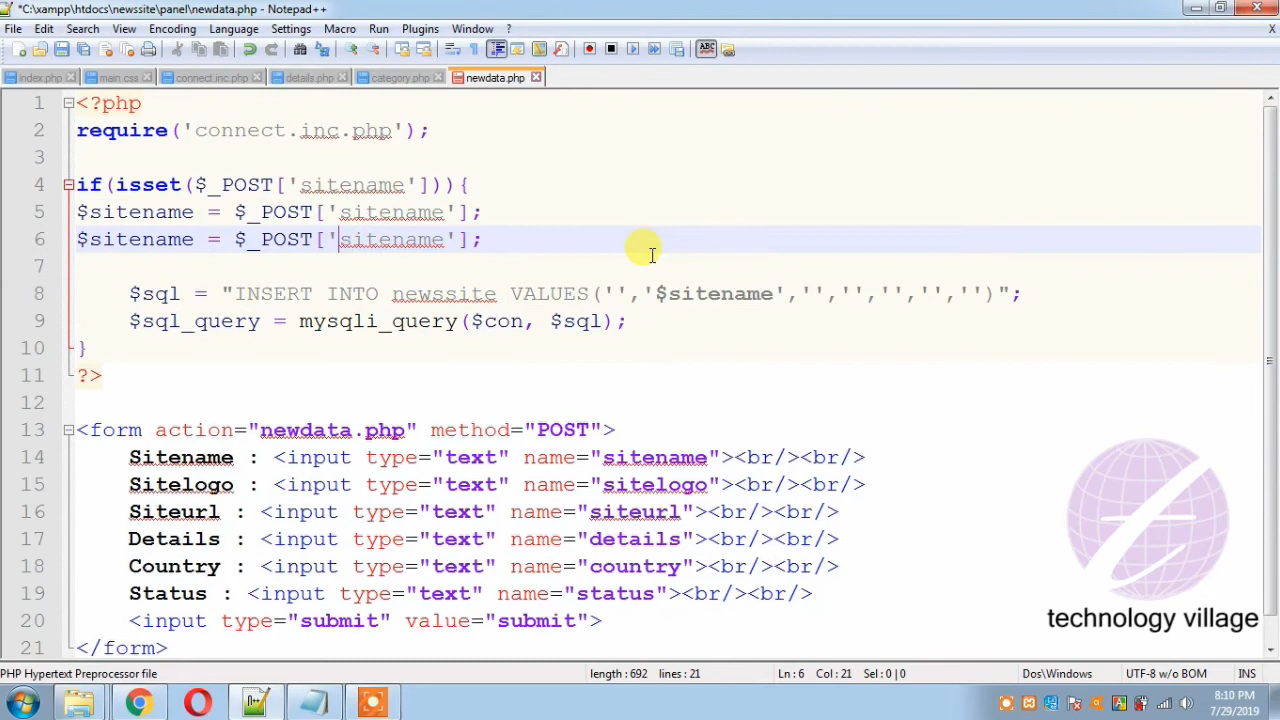 *C:\xampp\htdocs\newssite\panel\newdata.php - Notepad++
File Edit Search View Encoding Language Settings Macro Run Plugins Window ? X
index.php main.css connect.inc.php details.php category.php newdata.php
1 <?php
2 require('connect.inc.php');
3
4 if(isset($_POST['sitename'])){
5 $sitename = $_POST['sitename'];
6 $sitename = $_POST['sitename'];
7
8 $sql = "INSERT INTO newssite VALUES('','$sitename','','','','','')";
9 $sql_query = mysqli_query($con, $sql);
10 }
11 ?>
12
13 <form action="newdata.php" method="POST">
14 Sitename : <input type="text" name="sitename"><br/><br/>
15 Sitelogo : <input type="text" name="sitelogo"><br/><br/>
16 Siteurl : <input type="text" name="siteurl"><br/><br/>
17 Details : <input type="text" name="details"><br/><br/>
18 Country : <input type="text" name="country"><br/><br/>
19 Status : <input type="text" name="status"><br/><br/>
20 <input type="submit" value="submit">
21 </form>
technology village
PHP Hypertext Preprocessor file length : 692 lines : 21 Ln : 6 Col : 21 Sel : 0 | 0 Dos\Windows UTF-8 w/o BOM INS
8:10 PM
7/29/2019